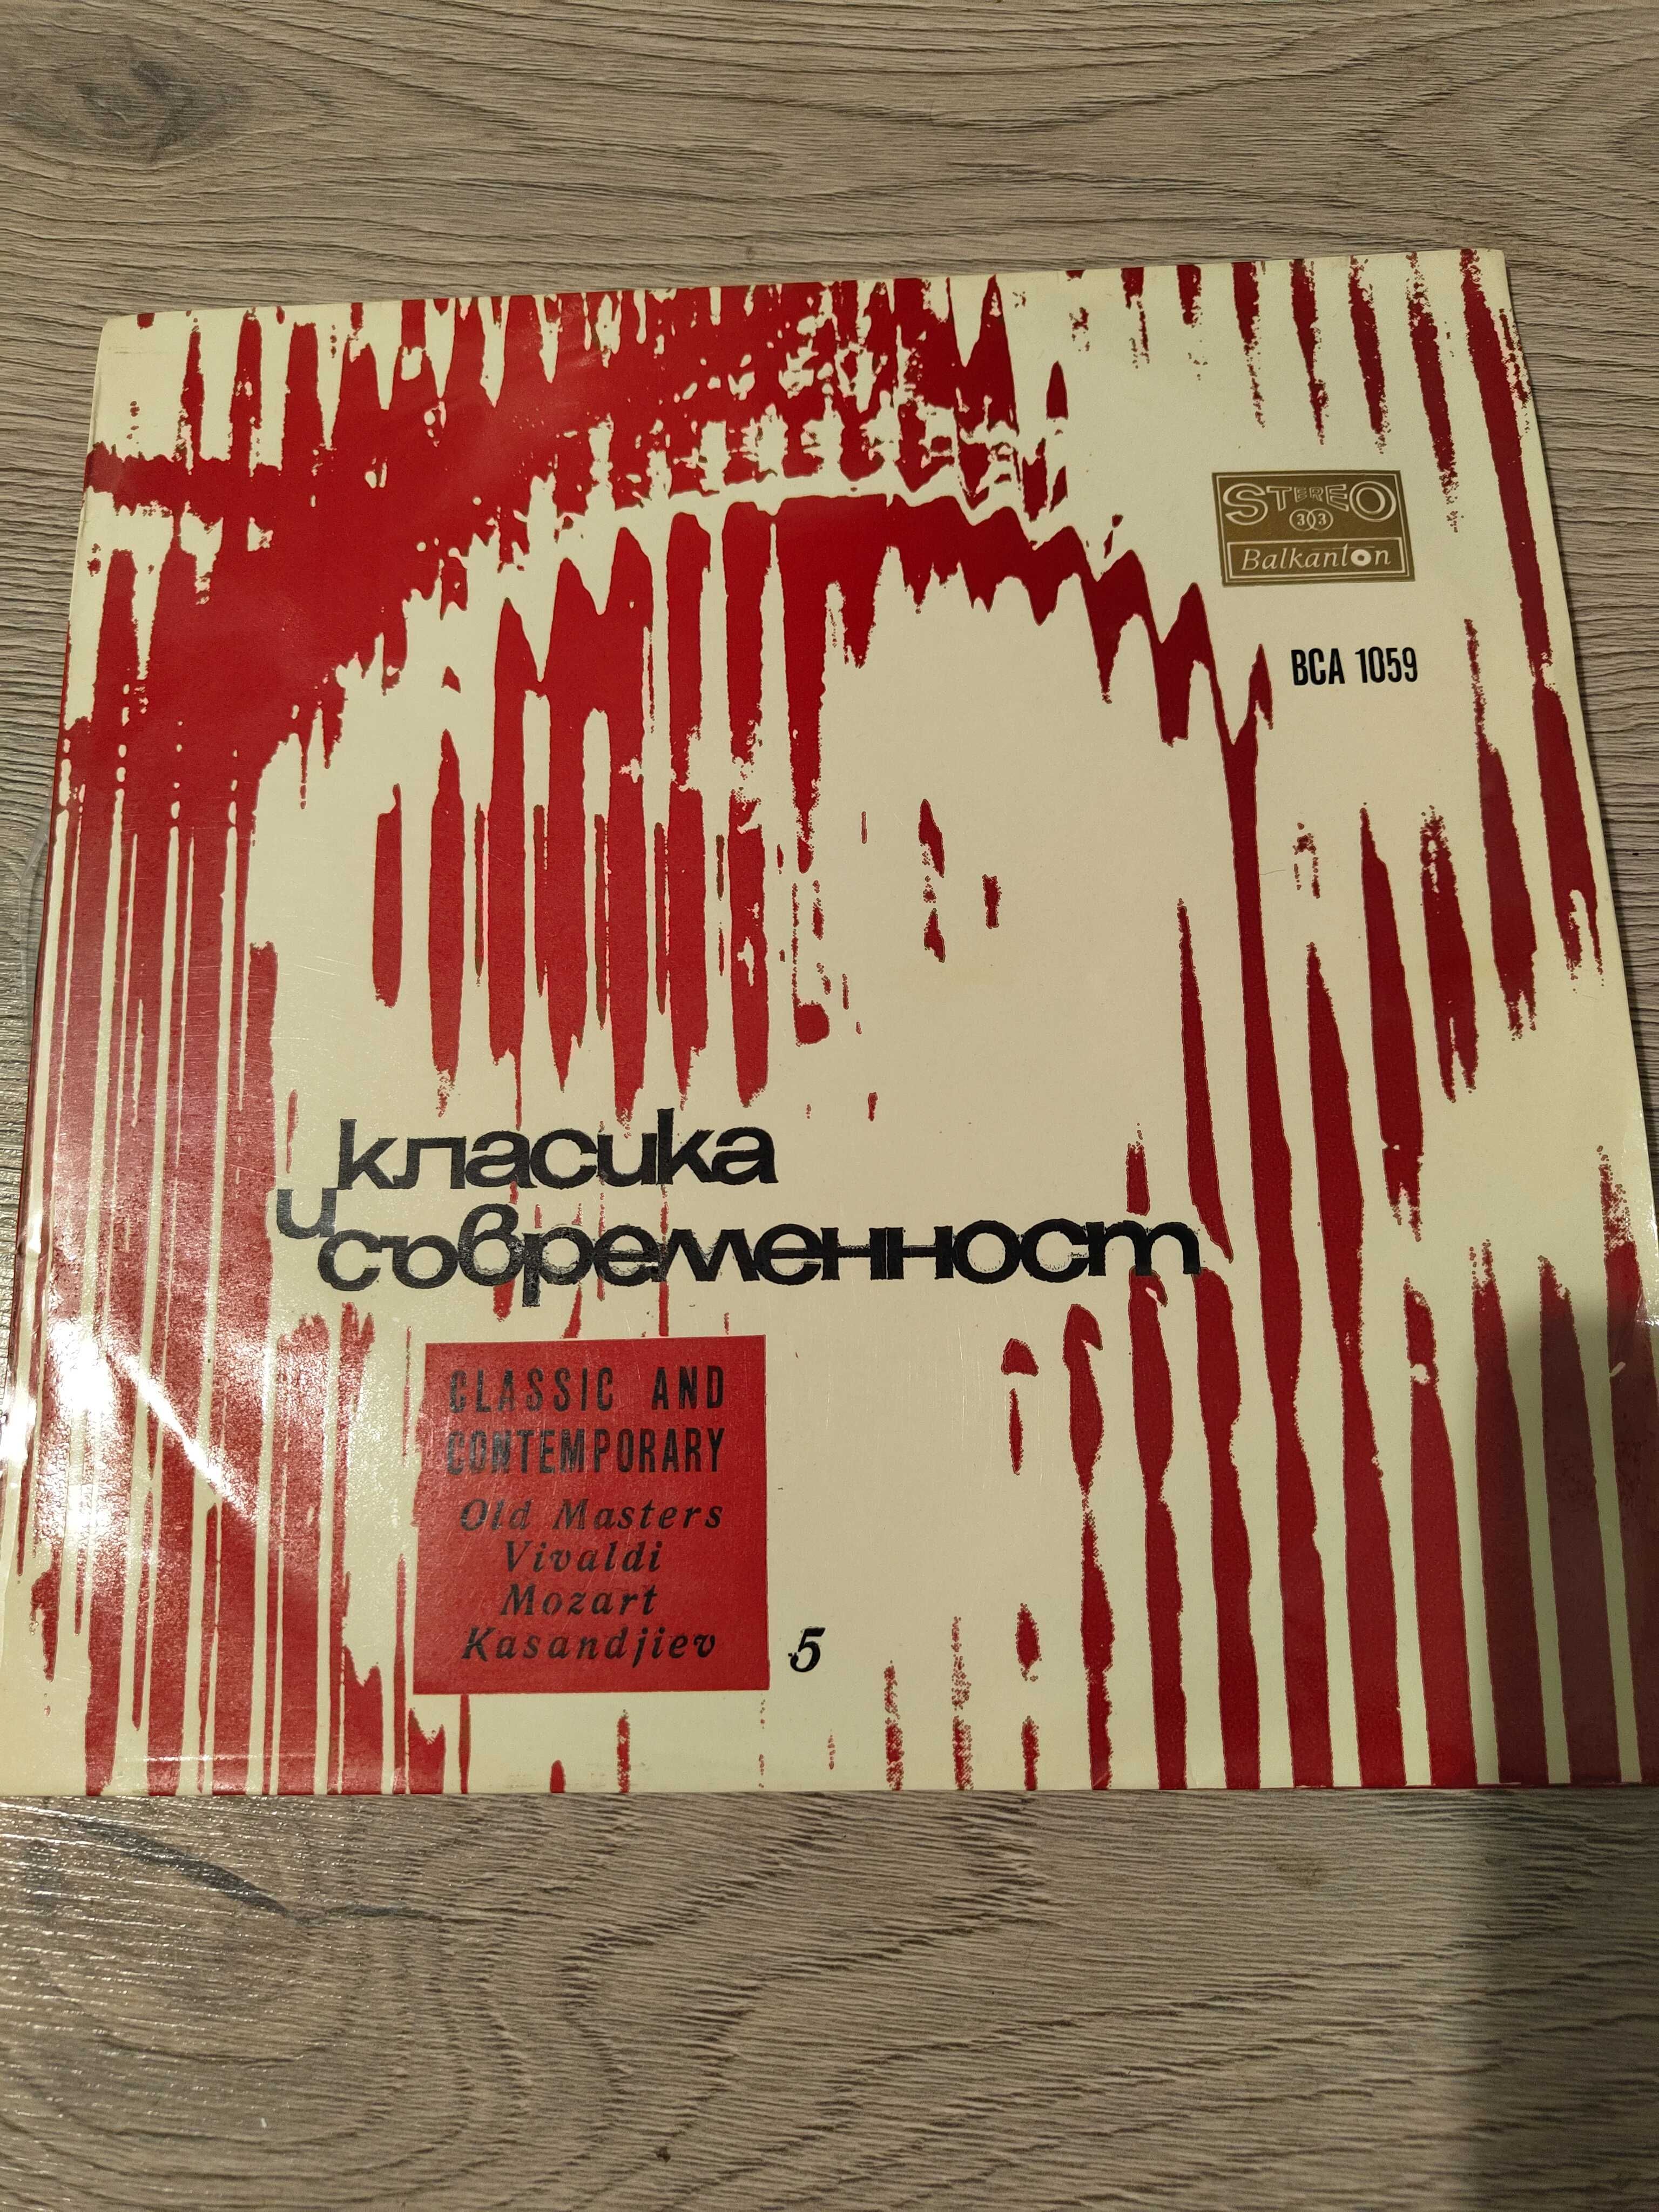 STEREO
33
Balkanton
BCA 1059
класика
и
съвременност
CLASSIC AND
CONTEMPORARY
Old Masters
Vivaldi
Mozart
Kasandjiev
5